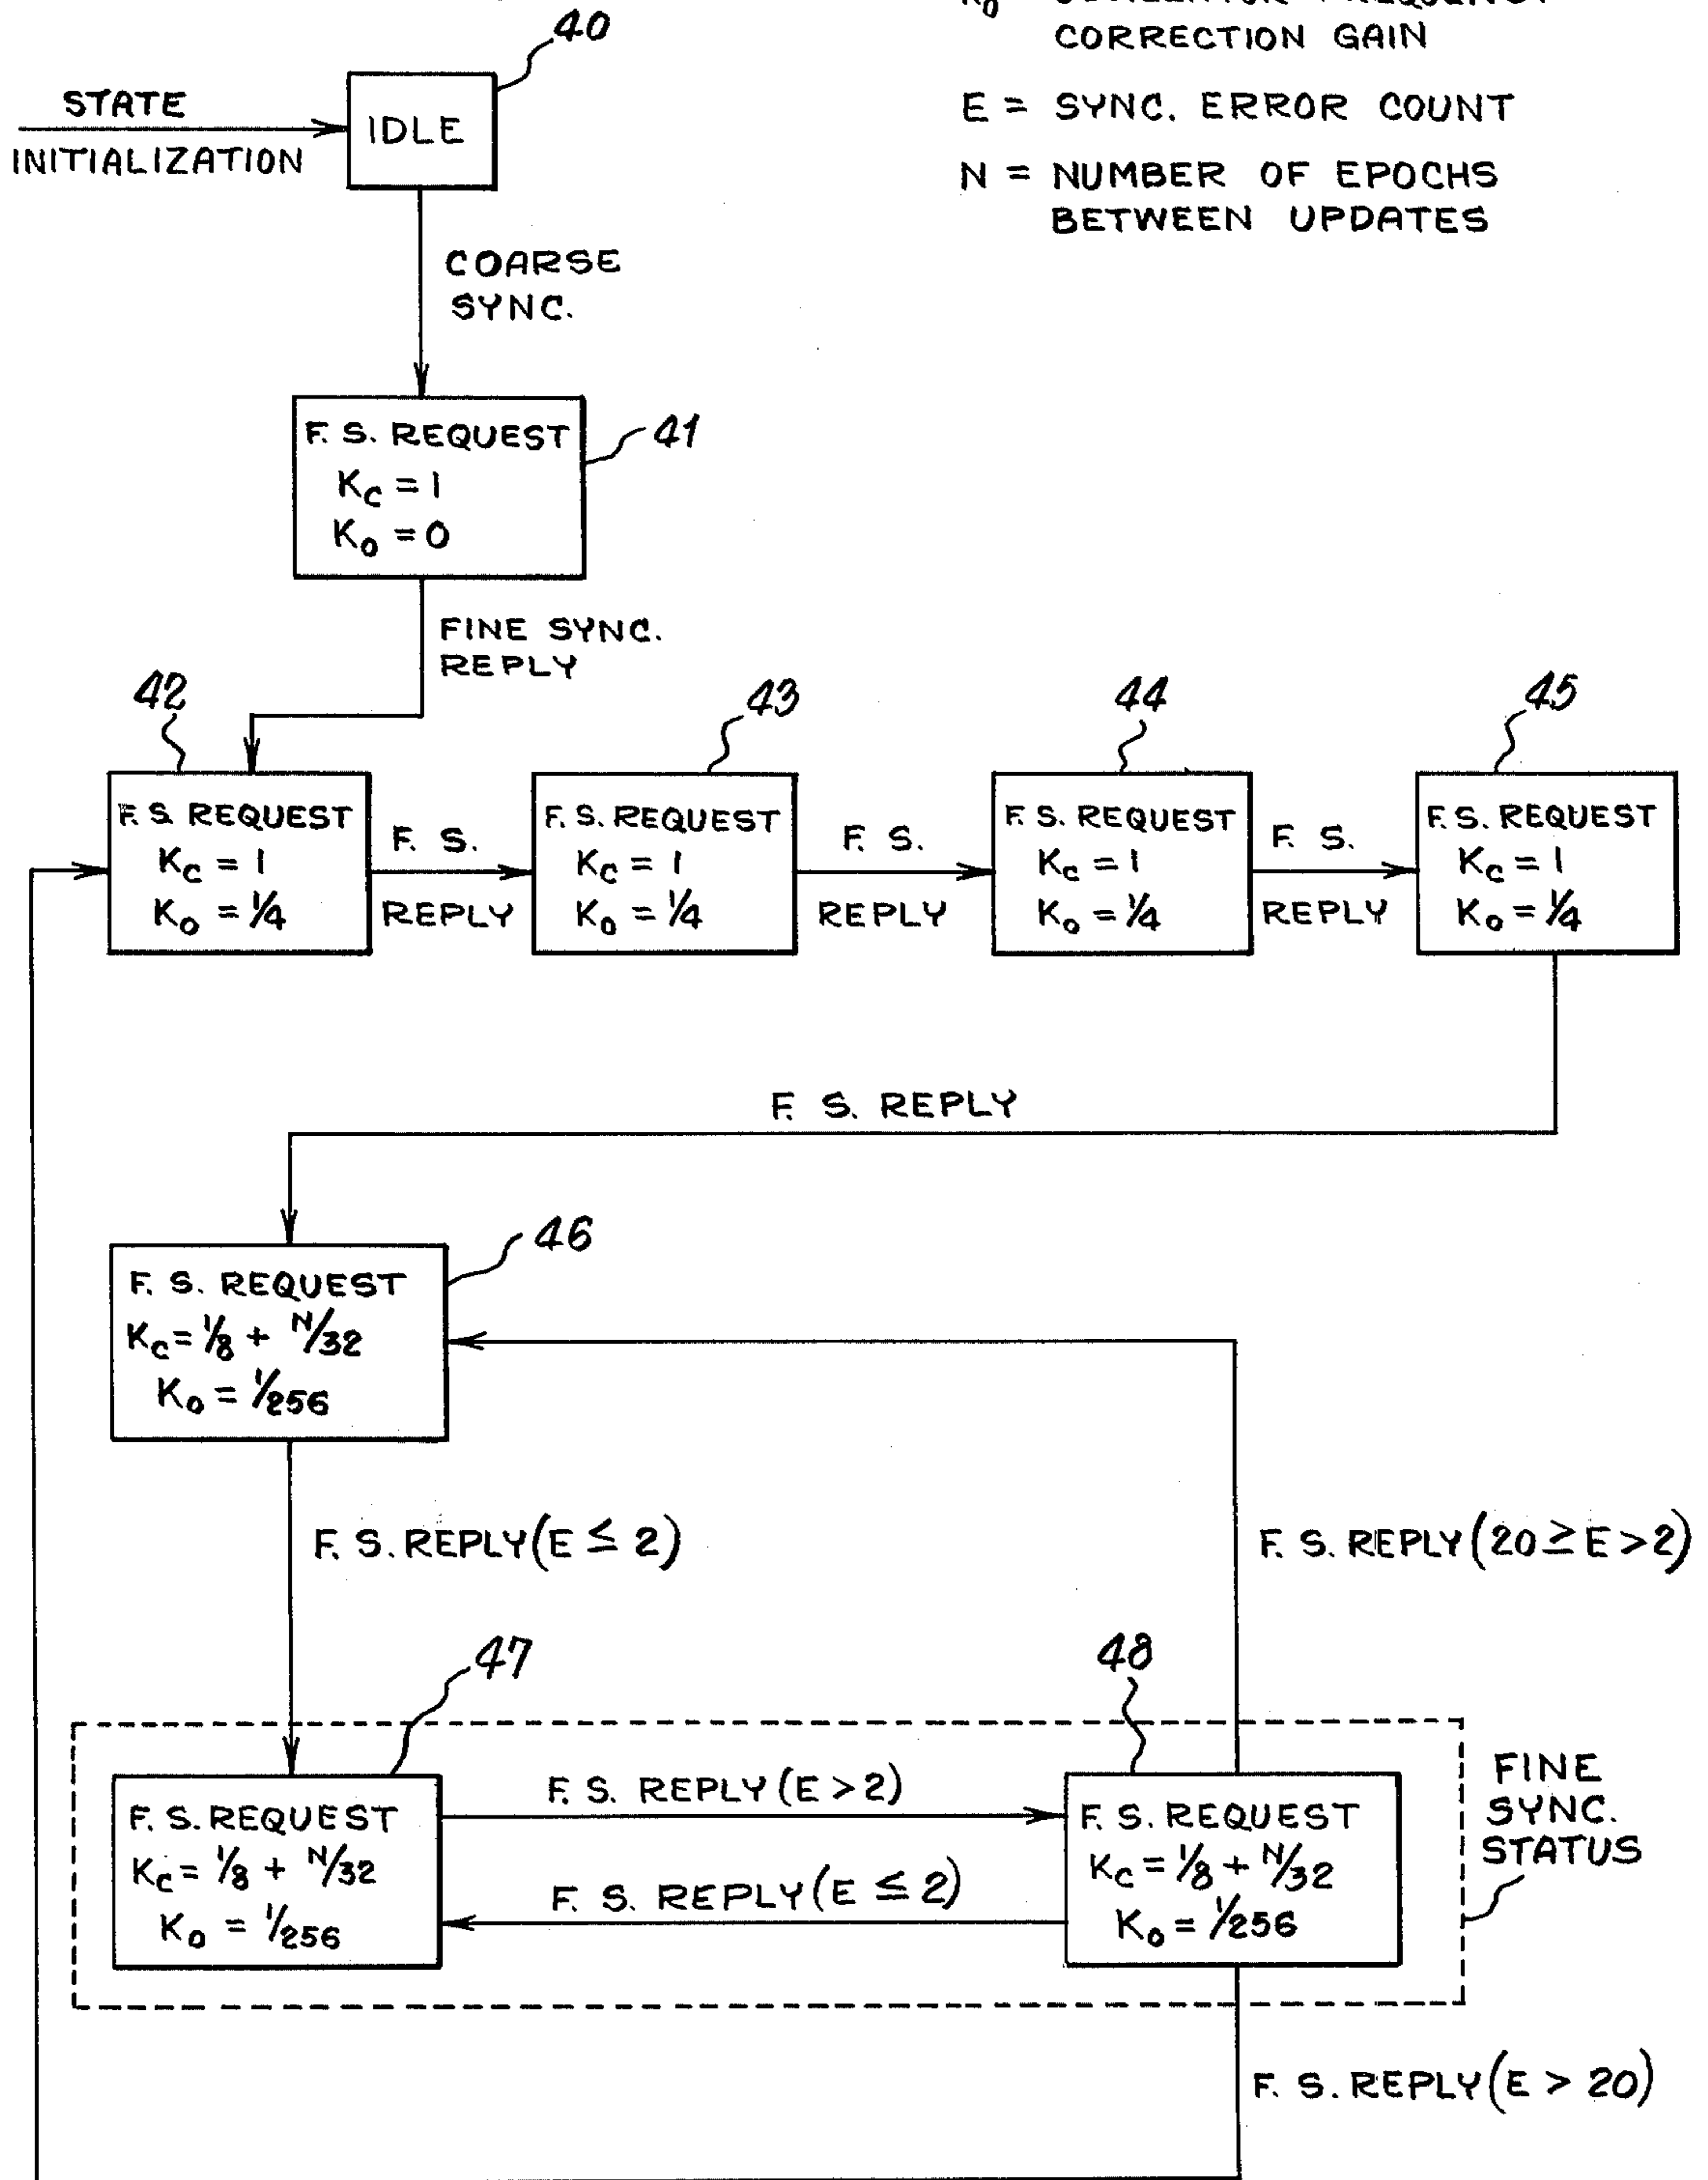 CORRECTION GAIN
E = SYNC. ERROR COUNT
N = NUMBER OF EPOCHS
BETWEEN UPDATES
40
STATE
INITIALIZATION
IDLE
COARSE
SYNC.
41
F. S. REQUEST
Kc = 1
Ko = 0
FINE SYNC.
REPLY
42
F. S. REQUEST
Kc = 1
Ko = 1/4
F. S.
REPLY
43
F. S. REQUEST
Kc = 1
Ko = 1/4
F. S.
REPLY
44
F. S. REQUEST
Kc = 1
Ko = 1/4
F. S.
REPLY
45
F. S. REQUEST
Kc = 1
Ko = 1/4
F. S. REPLY
46
F. S. REQUEST
Kc = 1/8 + N/32
Ko = 1/256
F. S. REPLY (E ≤ 2)
F. S. REPLY (20 ≥ E > 2)
47
F. S. REQUEST
Kc = 1/8 + N/32
Ko = 1/256
F. S. REPLY (E > 2)
F. S. REPLY (E ≤ 2)
48
F. S. REQUEST
Kc = 1/8 + N/32
Ko = 1/256
FINE
SYNC.
STATUS
F. S. REPLY (E > 20)